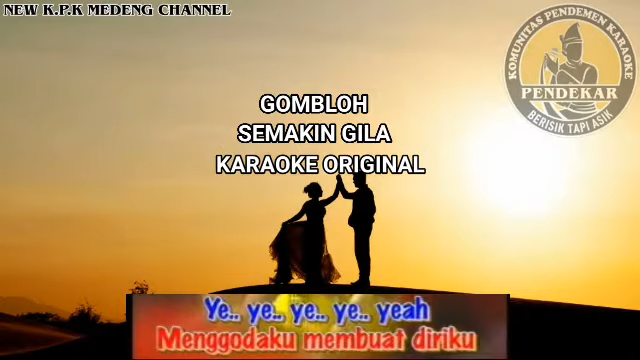 NEW K.P.K MEDENG CHANNEL
KOMUNITAS PENDEMEN KARAOKE
PENDEKAR
BERISIK TAPI ASIK
GOMBLOH
SEMAKIN GILA
KARAOKE ORIGINAL
Ye.. ye.. ye.. ye.. yeah
Menggodaku membuat diriku